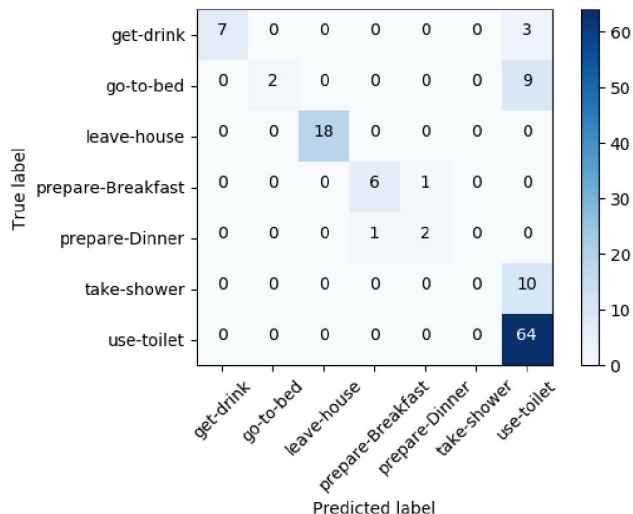 get-drink 7 0 0 0 0 0 3
go-to-bed 0 2 0 0 0 0 9
leave-house 0 0 18 0 0 0 0
prepare-Breakfast 0 0 0 6 1 0 0
prepare-Dinner 0 0 0 1 2 0 0
take-shower 0 0 0 0 0 0 10
use-toilet 0 0 0 0 0 0 64
True label
get-drink go-to-bed leave-house prepare-Breakfast prepare-Dinner take-shower use-toilet
Predicted label
60
50
40
30
20
10
0